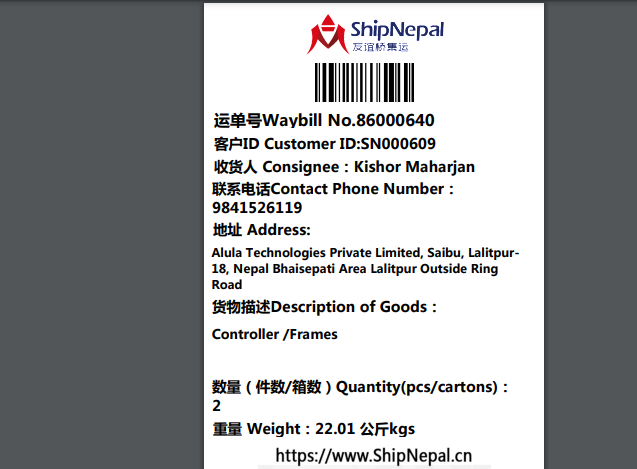 ShipNepal
友谊桥集运
运单号Waybill No.86000640
客户ID Customer ID:SN000609
收货人 Consignee：Kishor Maharjan
联系电话Contact Phone Number：
9841526119
地址 Address:
Alula Technologies Private Limited, Saibu, Lalitpur-
18, Nepal Bhaisepati Area Lalitpur Outside Ring
Road
货物描述Description of Goods：
Controller /Frames
数量（件数/箱数）Quantity(pcs/cartons)：
2
重量 Weight：22.01 公斤kgs
https://www.ShipNepal.cn